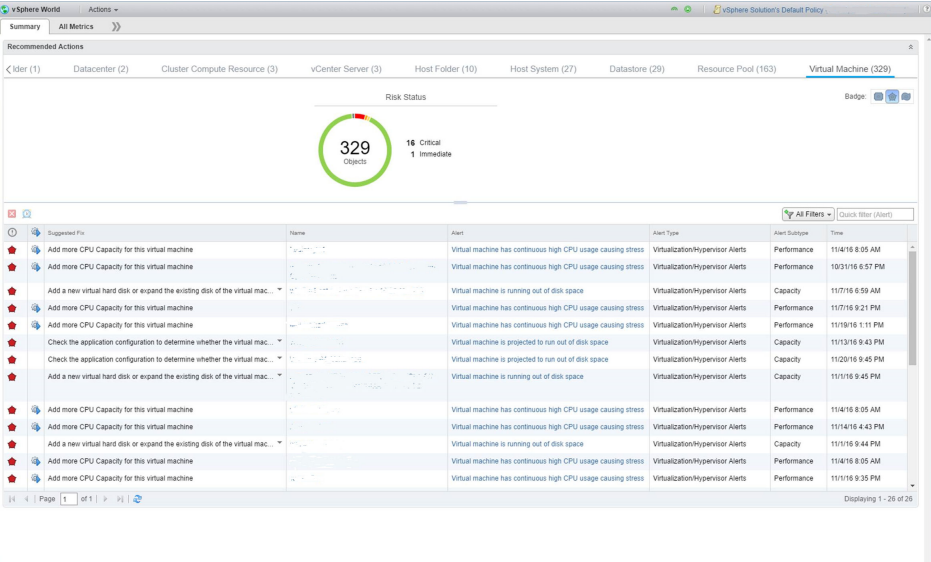 vSphere World Actions vSphere Solution's Default Policy
Summary All Metrics
Recommended Actions
lder (1) Datacenter (2) Cluster Compute Resource (3) vCenter Server (3) Host Folder (10) Host System (27) Datastore (29) Resource Pool (163) Virtual Machine (329)
Risk Status Badge:
329
Objects
16 Critical
1 Immediate
All Filters Quick filter (Alert)
Suggested Fix Name Alert Alert Type Alert Subtype Time
Add more CPU Capacity for this virtual machine Virtual machine has continuous high CPU usage causing stress Virtualization/Hypervisor Alerts Performance 11/4/16 8:05 AM
Add more CPU Capacity for this virtual machine Virtual machine has continuous high CPU usage causing stress Virtualization/Hypervisor Alerts Performance 10/31/16 6:57 PM
Add a new virtual hard disk or expand the existing disk of the virtual mac... Virtual machine is running out of disk space Virtualization/Hypervisor Alerts Capacity 11/7/16 6:59 AM
Add more CPU Capacity for this virtual machine Virtual machine has continuous high CPU usage causing stress Virtualization/Hypervisor Alerts Performance 11/7/16 9:21 PM
Add more CPU Capacity for this virtual machine Virtual machine has continuous high CPU usage causing stress Virtualization/Hypervisor Alerts Performance 11/19/16 1:11 PM
Check the application configuration to determine whether the virtual mac... Virtual machine is projected to run out of disk space Virtualization/Hypervisor Alerts Capacity 11/13/16 9:43 PM
Check the application configuration to determine whether the virtual mac... Virtual machine is projected to run out of disk space Virtualization/Hypervisor Alerts Capacity 11/20/16 9:45 PM
Add a new virtual hard disk or expand the existing disk of the virtual mac... Virtual machine is running out of disk space Virtualization/Hypervisor Alerts Capacity 11/1/16 9:45 PM
Add more CPU Capacity for this virtual machine Virtual machine has continuous high CPU usage causing stress Virtualization/Hypervisor Alerts Performance 11/4/16 8:05 AM
Add more CPU Capacity for this virtual machine Virtual machine has continuous high CPU usage causing stress Virtualization/Hypervisor Alerts Performance 11/14/16 4:43 PM
Add a new virtual hard disk or expand the existing disk of the virtual mac... Virtual machine is running out of disk space Virtualization/Hypervisor Alerts Capacity 11/1/16 9:44 PM
Add more CPU Capacity for this virtual machine Virtual machine has continuous high CPU usage causing stress Virtualization/Hypervisor Alerts Performance 11/4/16 8:05 AM
Add more CPU Capacity for this virtual machine Virtual machine has continuous high CPU usage causing stress Virtualization/Hypervisor Alerts Performance 11/1/16 9:35 PM
Page 1 of 1 Displaying 1 - 26 of 26